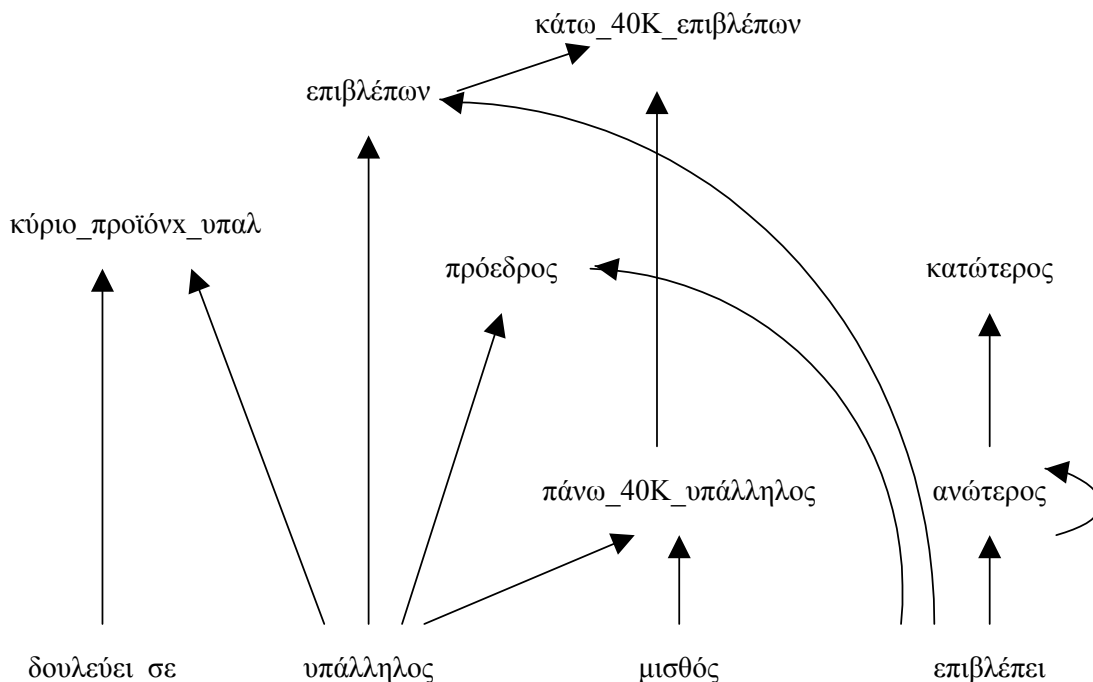 κάτω_40K_επιβλέπων
επιβλέπων
κύριο_προϊόνx_υπαλ
πρόεδρος
κατώτερος
πάνω_40K_υπάλληλος
ανώτερος
δουλεύει σε
υπάλληλος
μισθός
επιβλέπει